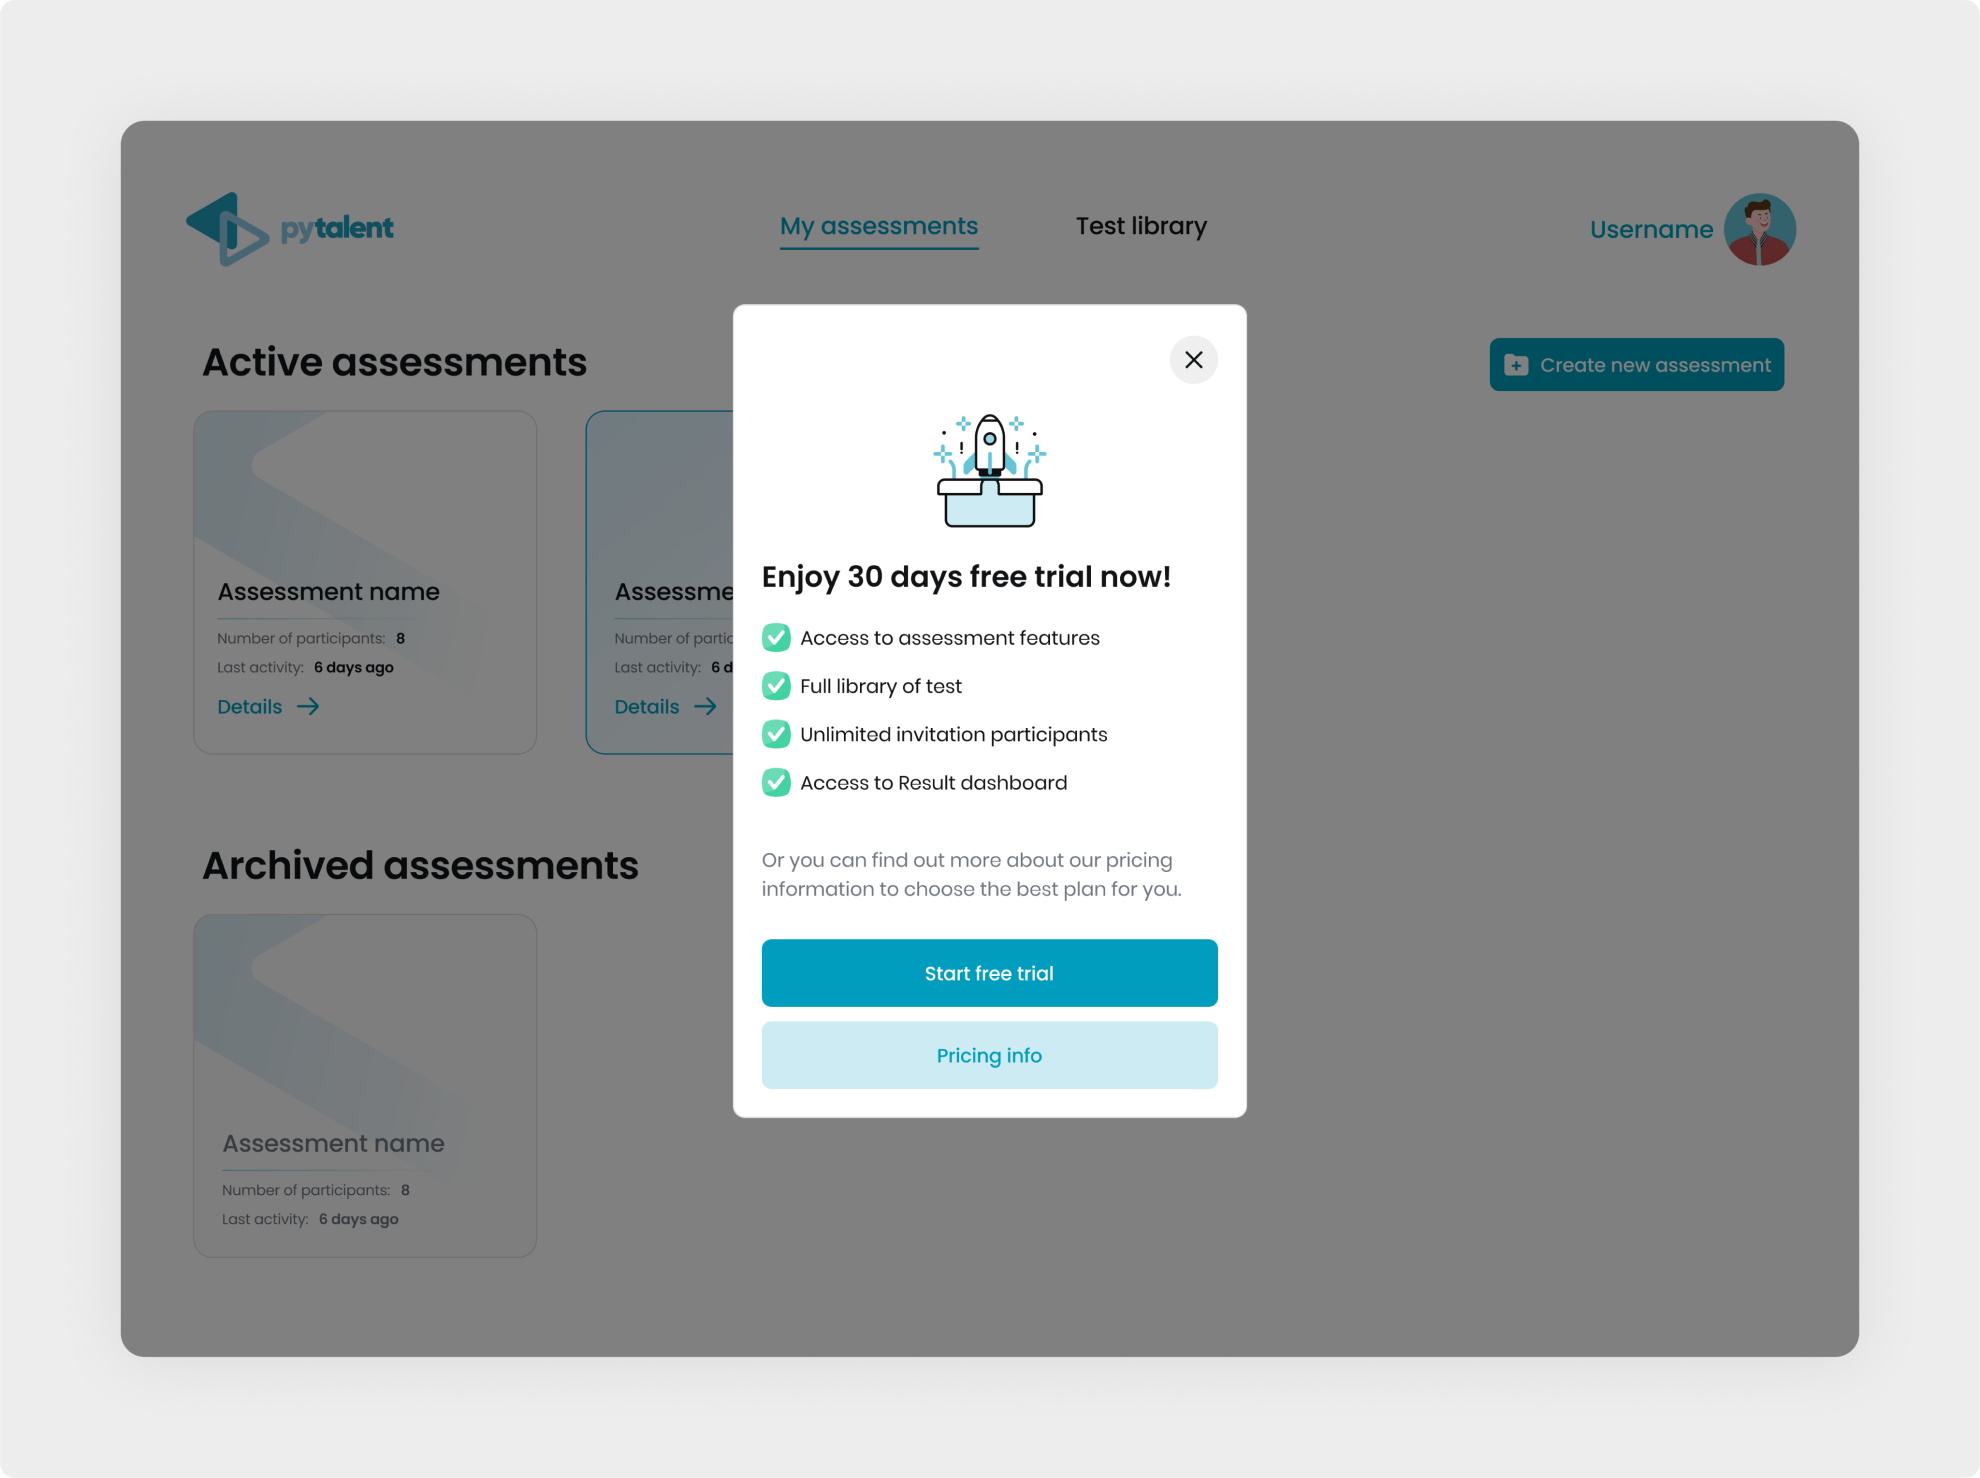 pytalent
My assessments
Test library
Username
Active assessments
Create new assessment
Assessment name
Number of participants: 8
Last activity: 6 days ago
Details
Assessme
Number of partic
Last activity: 6 d
Details
Enjoy 30 days free trial now!
Access to assessment features
Full library of test
Unlimited invitation participants
Access to Result dashboard
Or you can find out more about our pricing
information to choose the best plan for you.
Start free trial
Pricing info
Archived assessments
Assessment name
Number of participants: 8
Last activity: 6 days ago